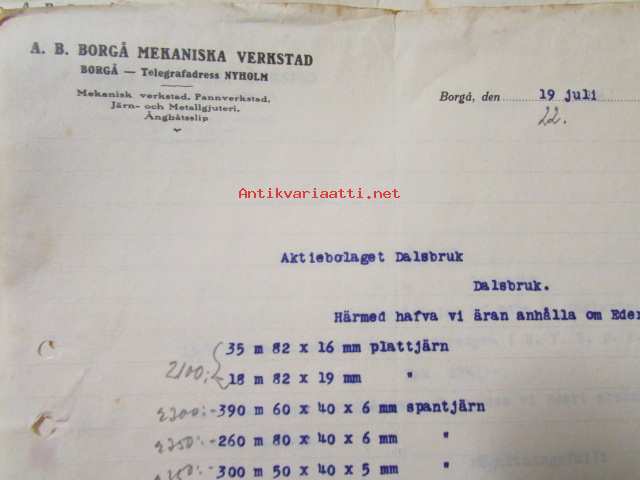 A. B. BORGÅ MEKANISKA VERKSTAD
BORGÅ — Telegrafadress NYHOLM
Mekanisk verkstad, Pannverkstad,
Järn- och Metallgjuteri,
Ångbåtsslip
Borgå, den 19 juli
22.
Antikvariaatti.net
Aktiebolaget Dalsbruk
Dalsbruk.
Härmed hafva vi äran anhålla om Eder
35 m 82 x 16 mm plattjärn
2100:-
18 m 82 x 19 mm "
2200:- -390 m 60 x 40 x 6 mm spantjärn
2250:- -260 m 80 x 40 x 6 mm "
-300 m 50 x 40 x 5 mm "